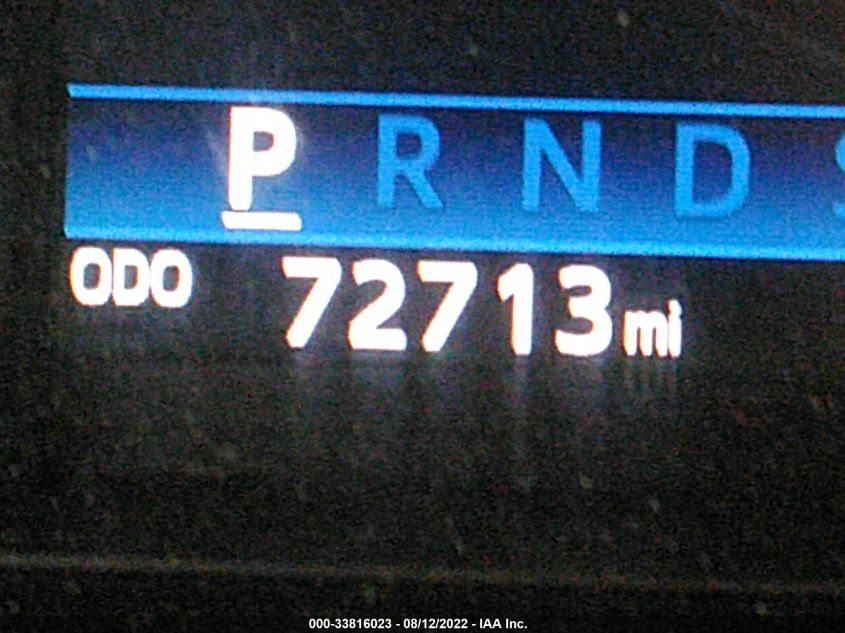 P R N D S
ODO 72713 mi
000-33816023 - 08/12/2022 - IAA Inc.